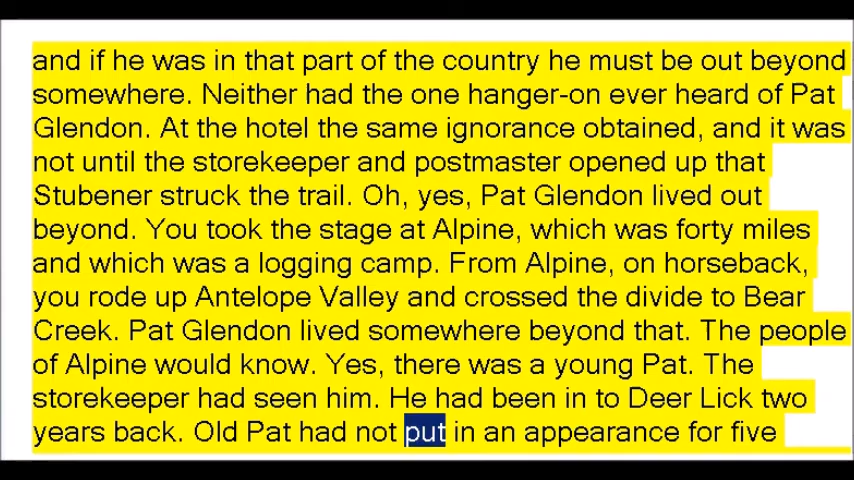 and if he was in that part of the country he must be out beyond
somewhere. Neither had the one hanger-on ever heard of Pat
Glendon. At the hotel the same ignorance obtained, and it was
not until the storekeeper and postmaster opened up that
Stubener struck the trail. Oh, yes, Pat Glendon lived out
beyond. You took the stage at Alpine, which was forty miles
and which was a logging camp. From Alpine, on horseback,
you rode up Antelope Valley and crossed the divide to Bear
Creek. Pat Glendon lived somewhere beyond that. The people
of Alpine would know. Yes, there was a young Pat. The
storekeeper had seen him. He had been in to Deer Lick two
years back. Old Pat had not put in an appearance for five